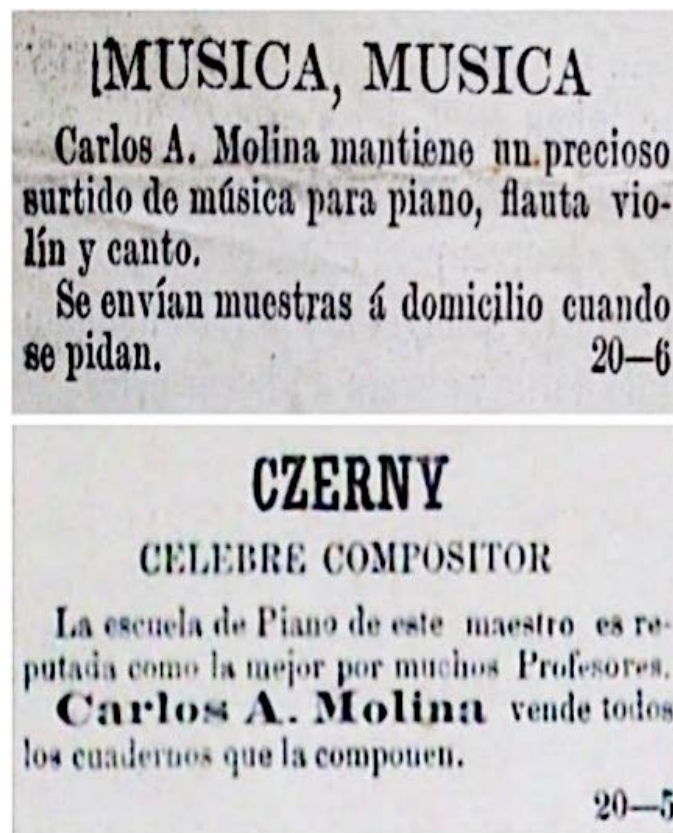 MUSICA, MUSICA
Carlos A. Molina mantiene un precioso
surtido de música para piano, flauta vio-
lín y canto.
Se envían muestras á domicilio cuando
se pidan. 20—6
CZERNY
CELEBRE COMPOSITOR
La escuela de Piano de este maestro es re-
putada como la mejor por muchos Profesores.
Carlos A. Molina vende todos
los cuadernos que la componen.
20—5